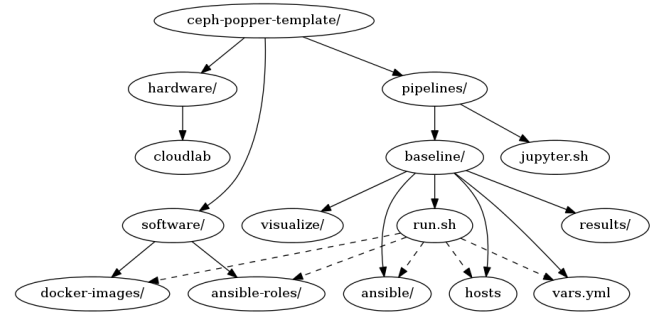 ceph-popper-template/
hardware/
pipelines/
cloudlab
baseline/
jupyter.sh
software/
visualize/
run.sh
results/
docker-images/
ansible-roles/
ansible/
hosts
vars.yml